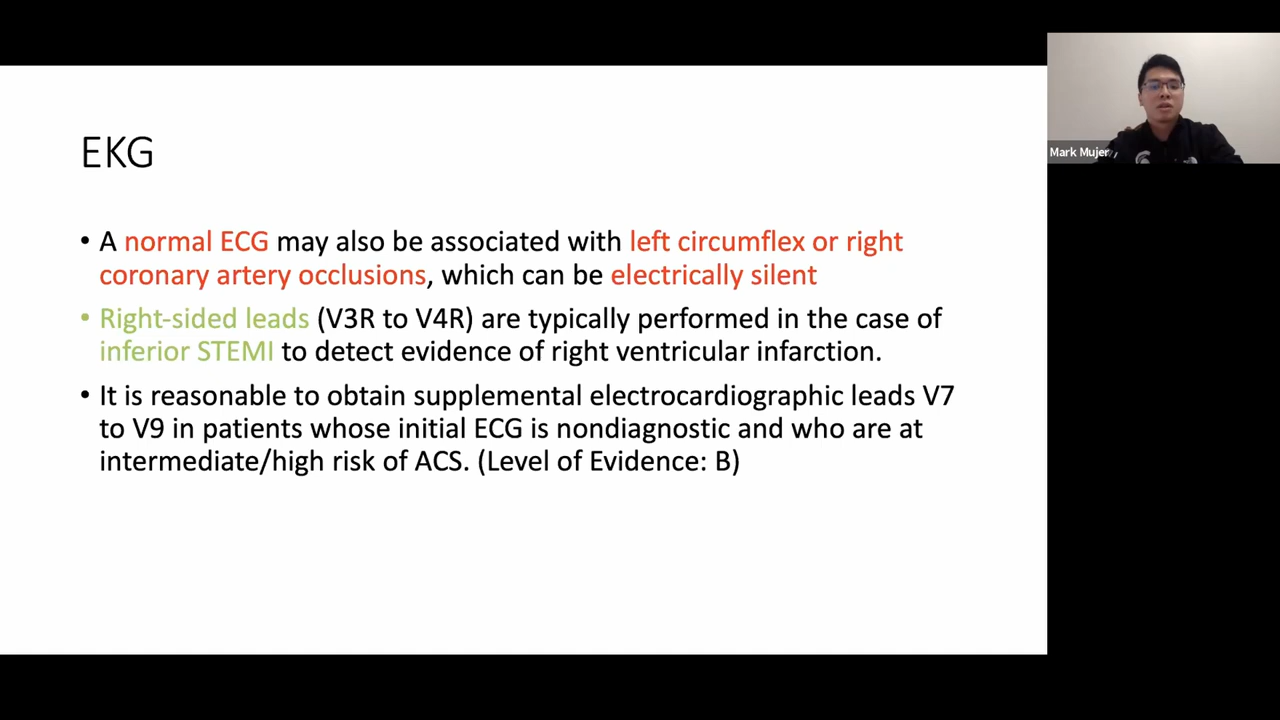 EKG
• A normal ECG may also be associated with left circumflex or right
coronary artery occlusions, which can be electrically silent
• Right-sided leads (V3R to V4R) are typically performed in the case of
inferior STEMI to detect evidence of right ventricular infarction.
• It is reasonable to obtain supplemental electrocardiographic leads V7
to V9 in patients whose initial ECG is nondiagnostic and who are at
intermediate/high risk of ACS. (Level of Evidence: B)
Mark Mujer